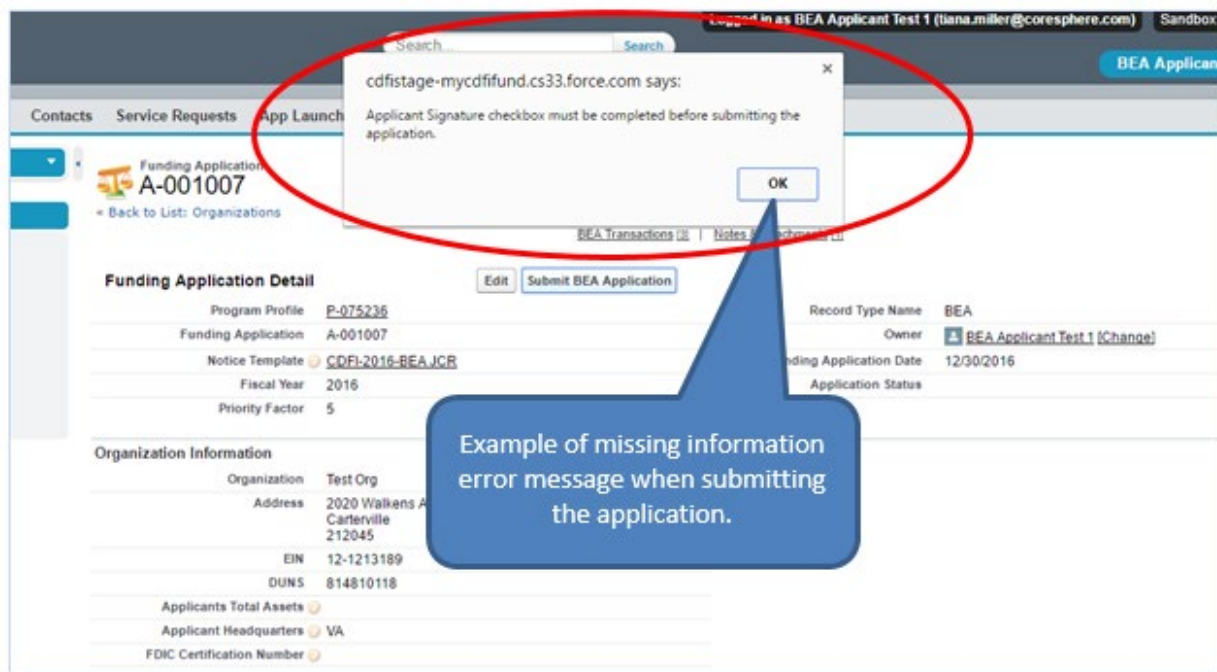 Logged in as BEA Applicant Test 1 (tiana.miller@coresphere.com) Sandbox
Search... Search
BEA Applican
cdfistage-mycdfifund.cs33.force.com says:
Applicant Signature checkbox must be completed before submitting the
application.
OK
Contacts Service Requests App Launch
Funding Application
A-001007
« Back to List: Organizations
BEA Transactions [3] | Notes &
Funding Application Detail Edit Submit BEA Application
Program Profile P-075236 Record Type Name BEA
Funding Application A-001007 Owner BEA Applicant Test 1 [Change]
Notice Template CDFI-2016-BEA.JCR nding Application Date 12/30/2016
Fiscal Year 2016 Application Status
Priority Factor 5
Example of missing information
error message when submitting
the application.
Organization Information
Organization Test Org
Address 2020 Walkens A
Carterville
212045
EIN 12-1213189
DUNS 814810118
Applicants Total Assets
Applicant Headquarters VA
FDIC Certification Number